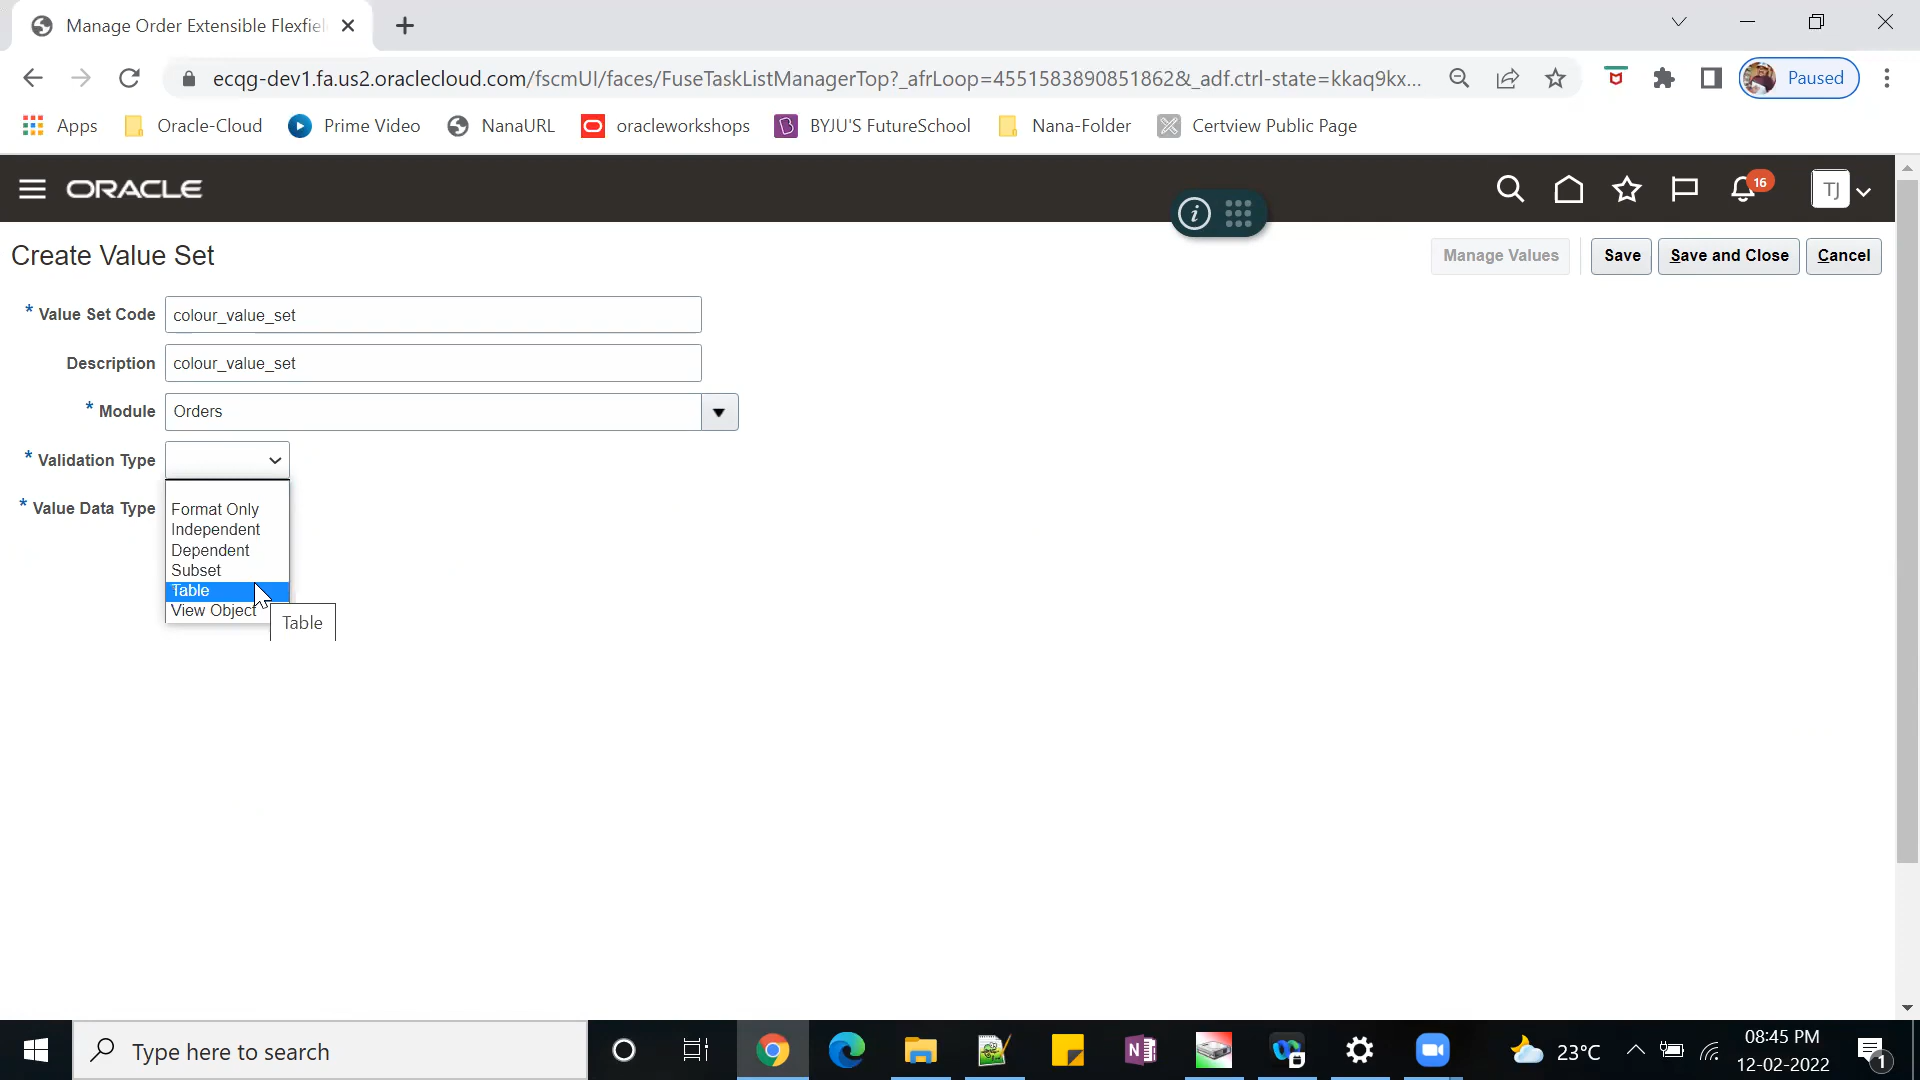 Manage Order Extensible Flexfiel
ecqg-dev1.fa.us2.oraclecloud.com/fscmUI/faces/FuseTaskListManagerTop?_afrLoop=4551583890851862&_adf.ctrl-state=kkaq9kx...
Paused
Apps
Oracle-Cloud
Prime Video
NanaURL
oracleworkshops
BYJU'S FutureSchool
Nana-Folder
Certview Public Page
ORACLE
16
TJ
Create Value Set
Manage Values
Save
Save and Close
Cancel
* Value Set Code
colour_value_set
Description
colour_value_set
* Module
Orders
* Validation Type
* Value Data Type
Format Only
Independent
Dependent
Subset
Table
View Object
Table
Type here to search
23°C
08:45 PM
12-02-2022
1